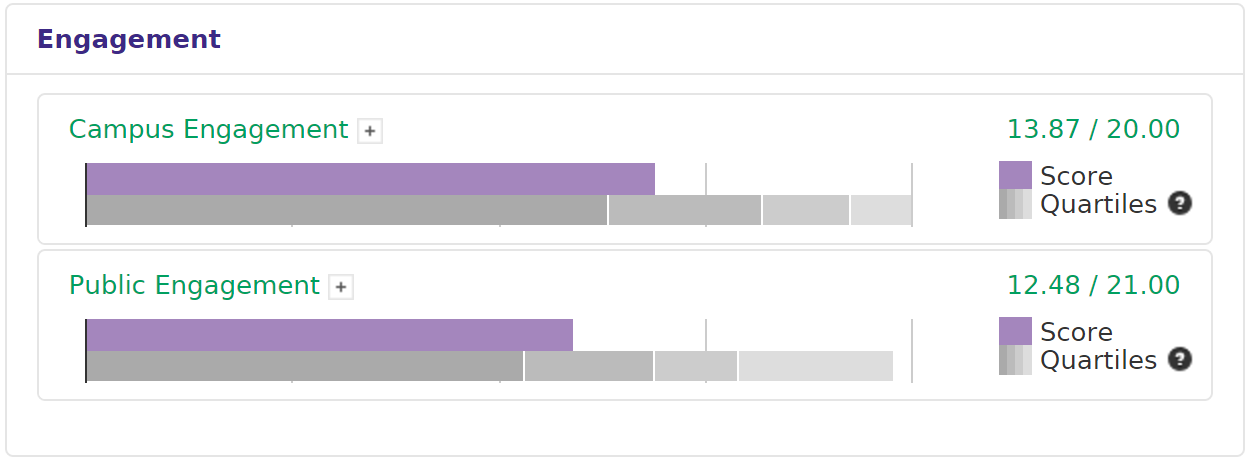 Engagement
Campus Engagement +
13.87 / 20.00
Score
Quartiles ?
Public Engagement +
12.48 / 21.00
Score
Quartiles ?